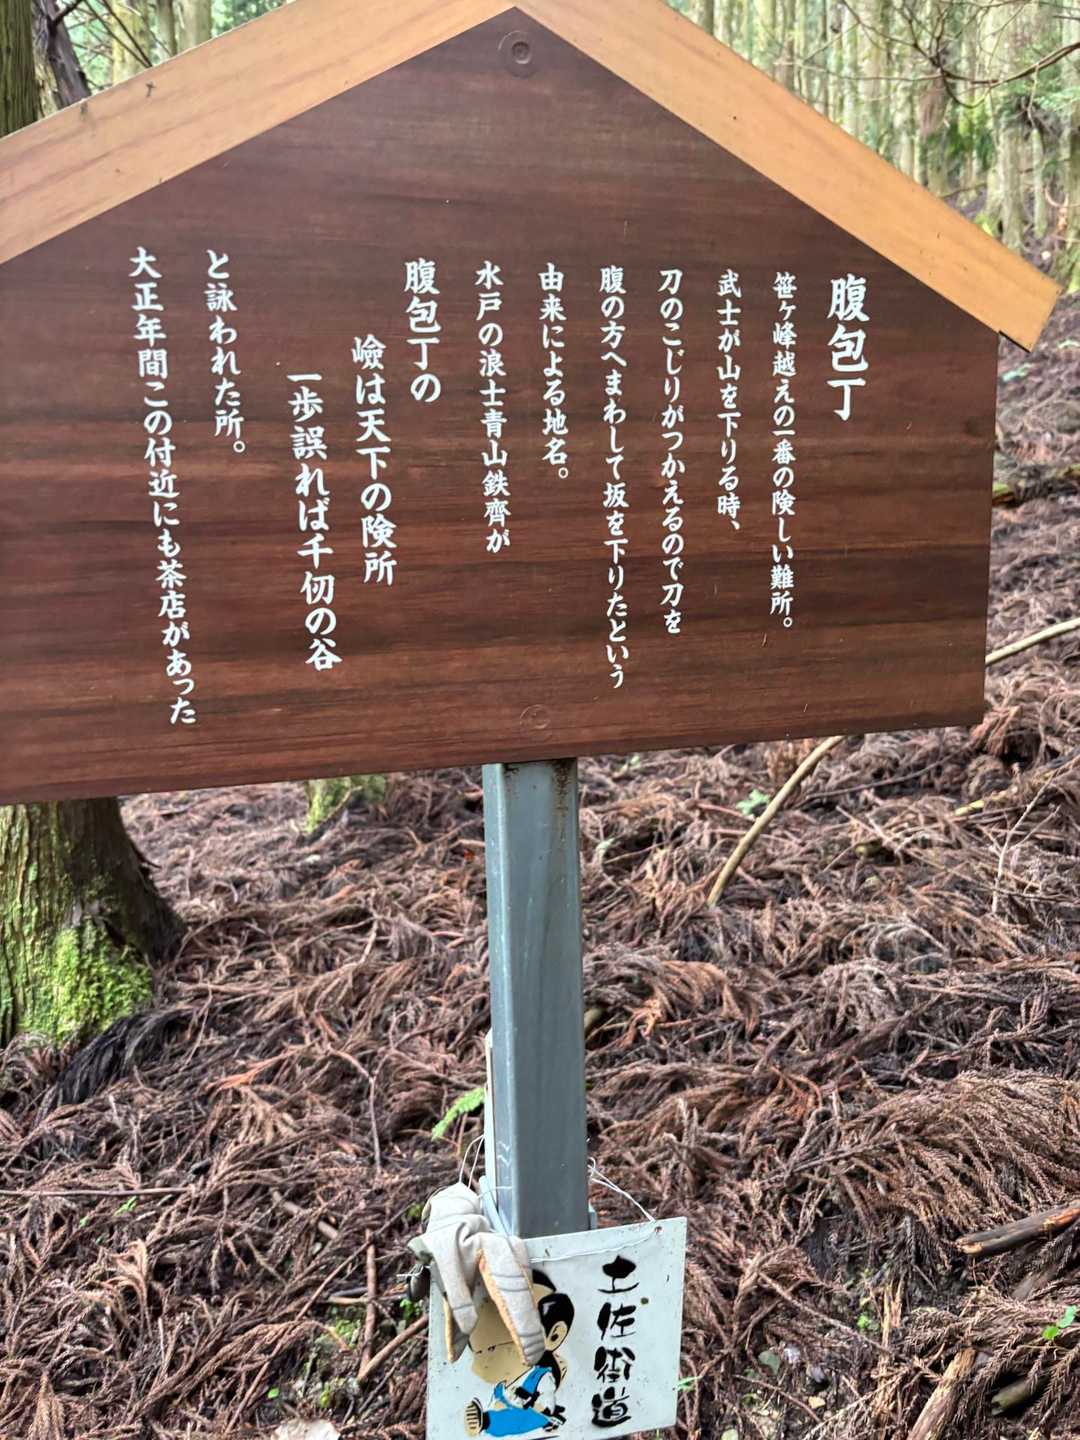 腹包丁
笹ヶ峰越えの一番の険しい難所。
武士が山を下りる時、
刀のこじりがつかえるので刀を
腹の方へまわして坂を下りたという
由来による地名。
水戸の浪士青山鉄齊が
腹包丁の
嶮は天下の険所
一歩誤れば千仞の谷
と詠われた所。
大正年間この付近にも茶店があった
土佐街道